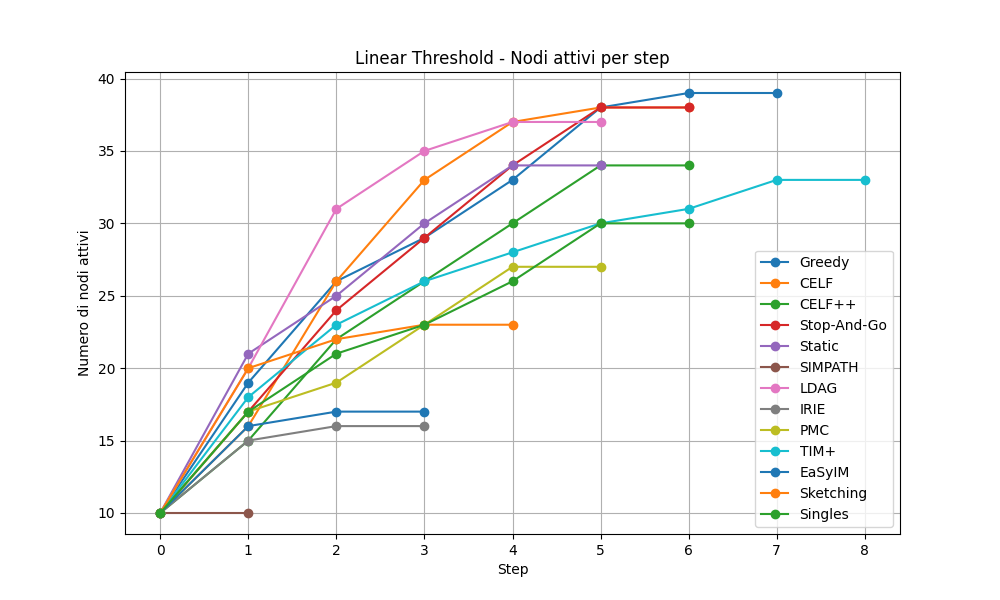 Linear Threshold - Nodi attivi per step
Numero di nodi attivi
40
35
30
25
20
15
10
0 1 2 3 4 5 6 7 8
Step
Greedy
CELF
CELF++
Stop-And-Go
Static
SIMPATH
LDAG
IRIE
PMC
TIM+
EaSyIM
Sketching
Singles